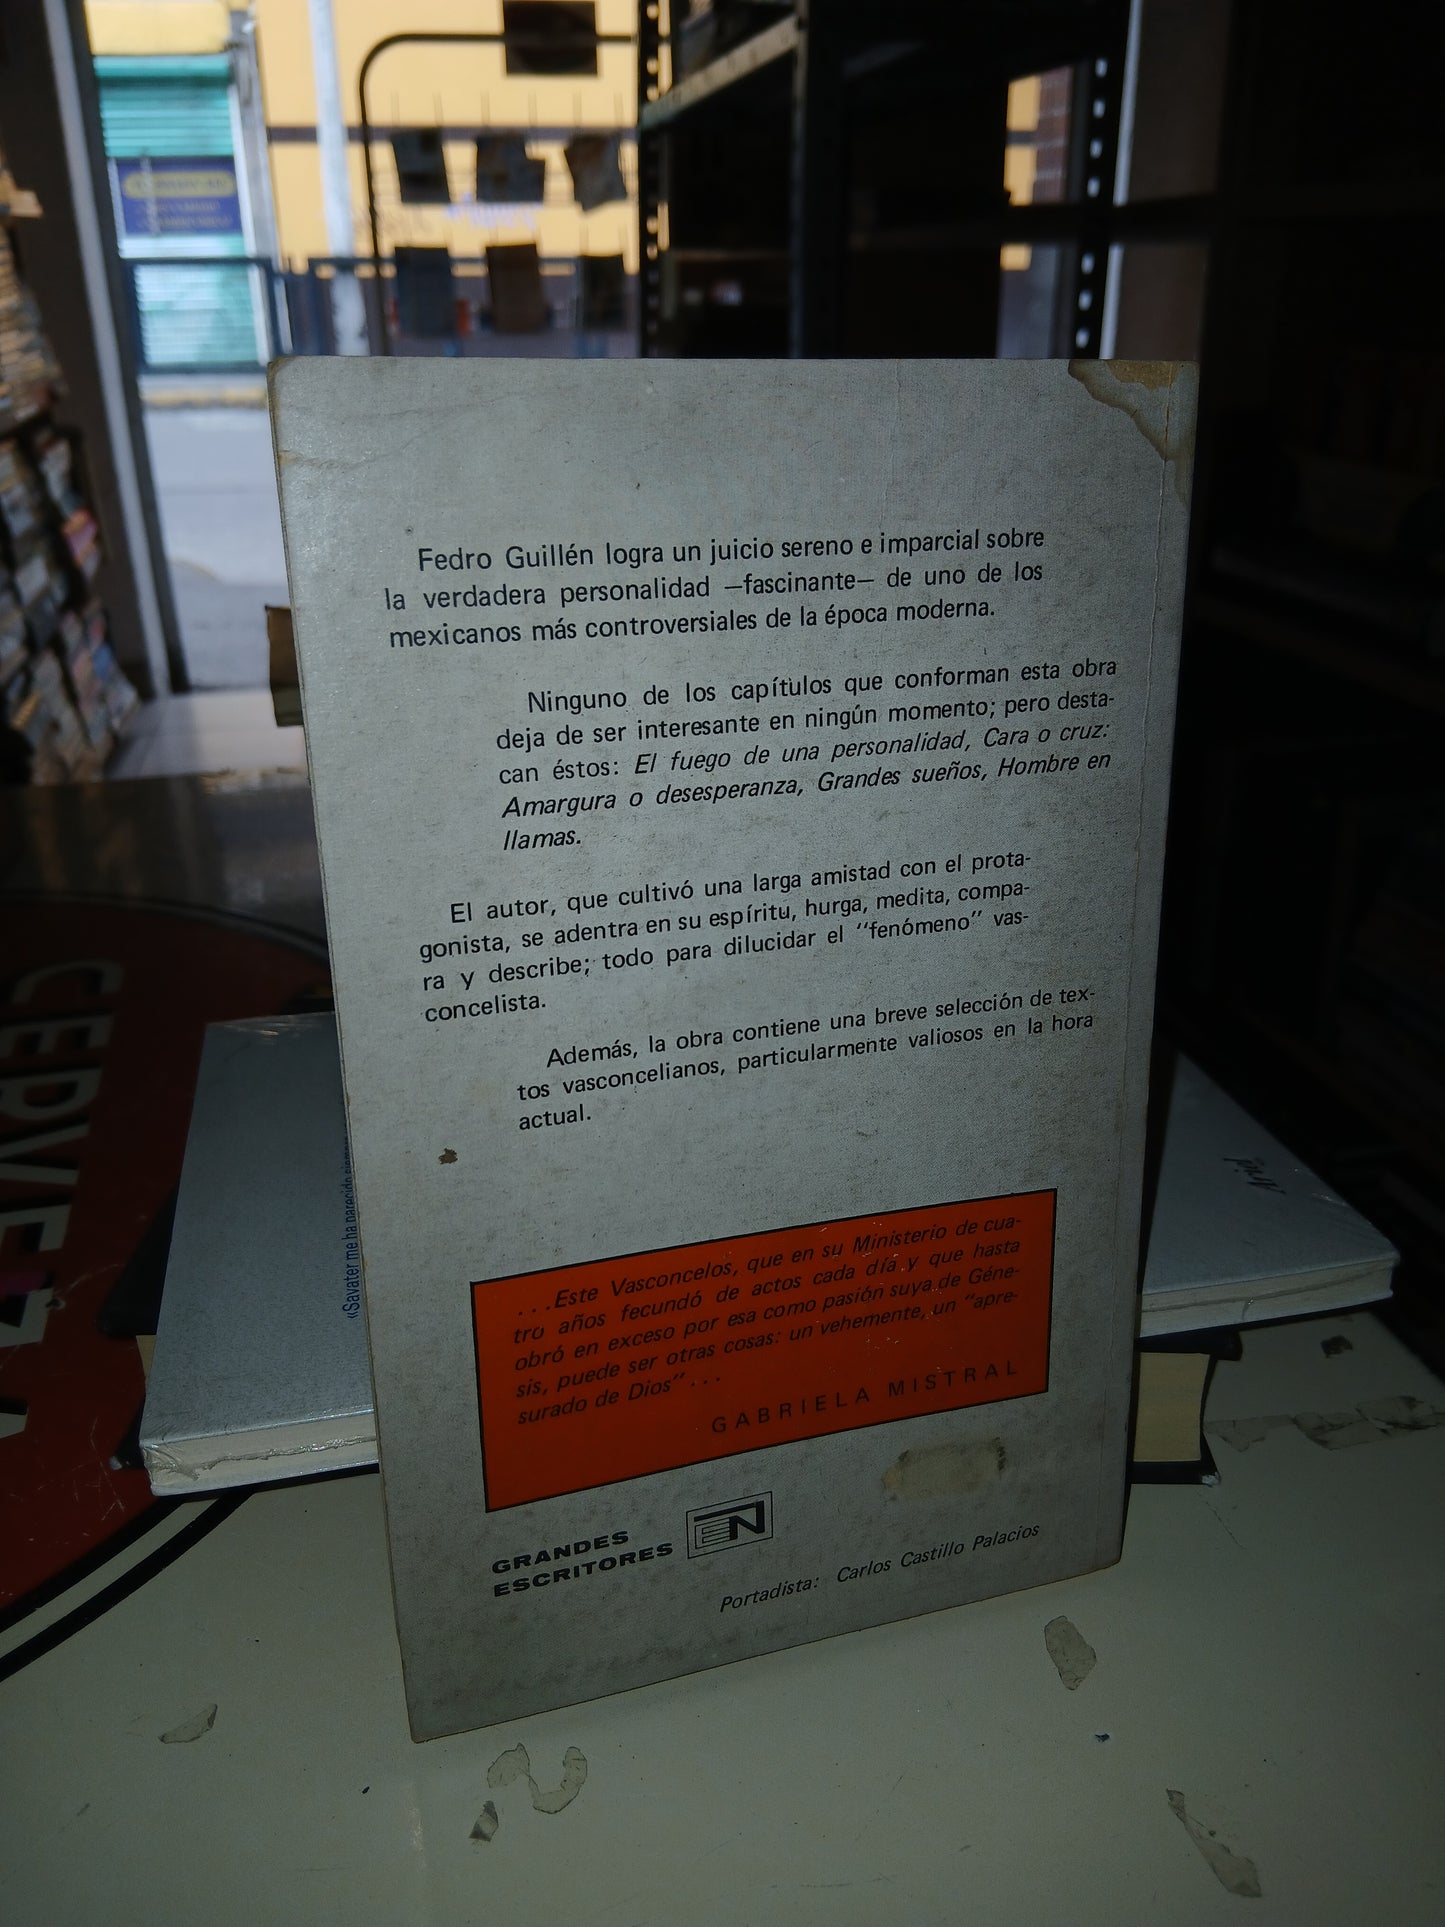 Fedro Guillén logra un juicio sereno e imparcial sobre
la verdadera personalidad —fascinante— de uno de los
mexicanos más controversiales de la época moderna.
Ninguno de los capítulos que conforman esta obra
deja de ser interesante en ningún momento; pero desta-
can éstos: El fuego de una personalidad, Cara o cruz:
Amargura o desesperanza, Grandes sueños, Hombre en
llamas.
El autor, que cultivó una larga amistad con el prota-
gonista, se adentra en su espíritu, hurga, medita, compa-
ra y describe; todo para dilucidar el "fenómeno" vas-
concelista.
Además, la obra contiene una breve selección de tex-
tos vasconcelianos, particularmente valiosos en la hora
actual.
...Este Vasconcelos, que en su Ministerio de cua-
tro años fecundó de actos cada día y que hasta
obró en exceso por esa como pasión suya de Géne-
sis, puede ser otras cosas: un vehemente, un "apre-
surado de Dios"...
GABRIELA MISTRAL
GRANDES
ESCRITORES
EN
Portadista: Carlos Castillo Palacios
«Savater me ha parecido siempre
CERVEZA